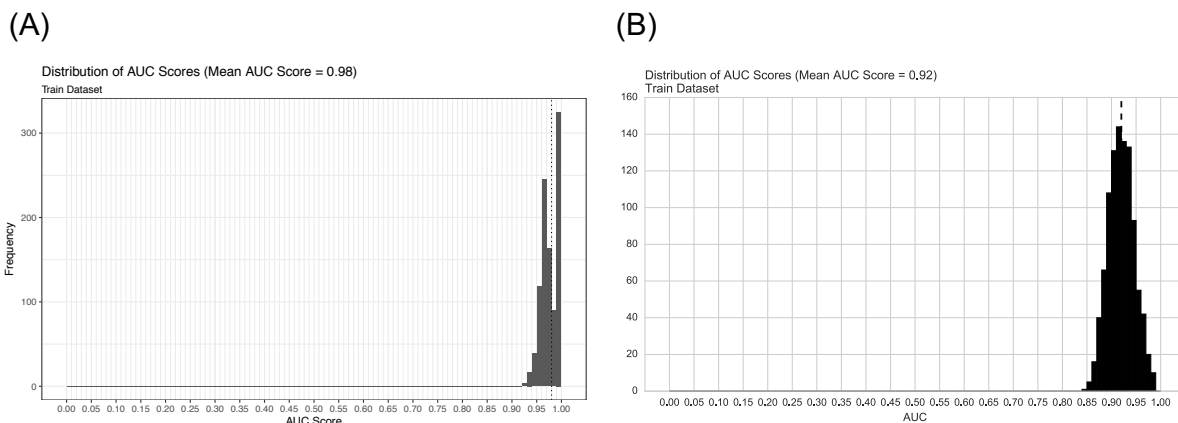 (A)
Distribution of AUC Scores (Mean AUC Score = 0.98)
Train Dataset
Frequency
300
200
100
0
0.00 0.05 0.10 0.15 0.20 0.25 0.30 0.35 0.40 0.45 0.50 0.55 0.60 0.65 0.70 0.75 0.80 0.85 0.90 0.95 1.00
AUC Score
(B)
Distribution of AUC Scores (Mean AUC Score = 0.92)
Train Dataset
160
140
120
100
80
60
40
20
0
0.00 0.05 0.10 0.15 0.20 0.25 0.30 0.35 0.40 0.45 0.50 0.55 0.60 0.65 0.70 0.75 0.80 0.85 0.90 0.95 1.00
AUC